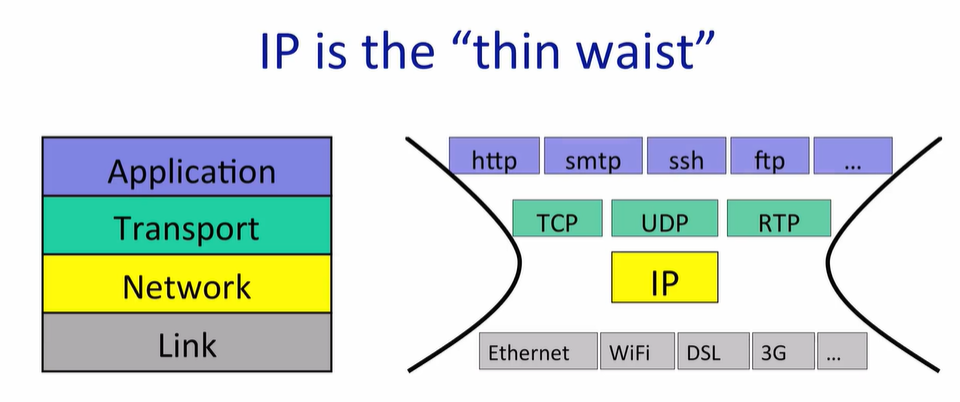 IP is the “thin waist”
Application
Transport
Network
Link
http smtp ssh ftp ...
TCP UDP RTP
IP
Ethernet WiFi DSL 3G ...